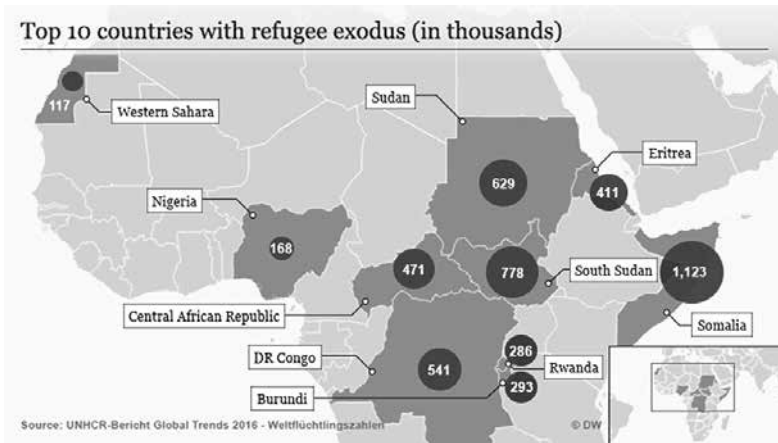 Top 10 countries with refugee exodus (in thousands)
117
Western Sahara
Sudan
Eritrea
629
411
Nigeria
168
471
778
South Sudan
1,123
Central African Republic
Somalia
DR Congo
541
286
Rwanda
Burundi
293
Source: UNHCR-Bericht Global Trends 2016 - Weltflüchtlingszahlen
© DW